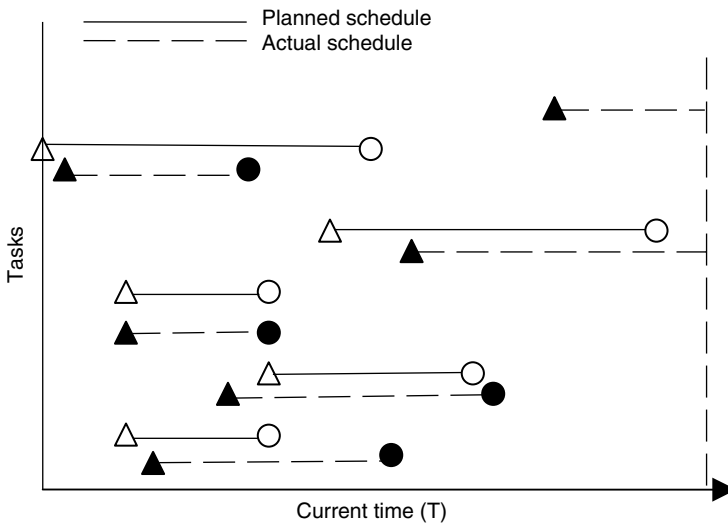 Planned schedule
Actual schedule
Tasks
Current time (T)